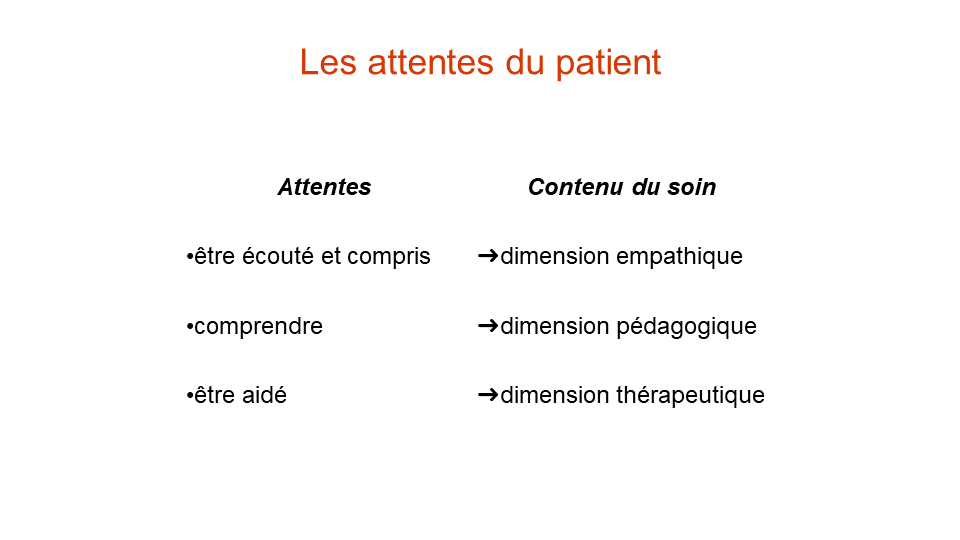 Les attentes du patient
Attentes Contenu du soin
•être écouté et compris ➔dimension empathique
•comprendre ➔dimension pédagogique
•être aidé ➔dimension thérapeutique